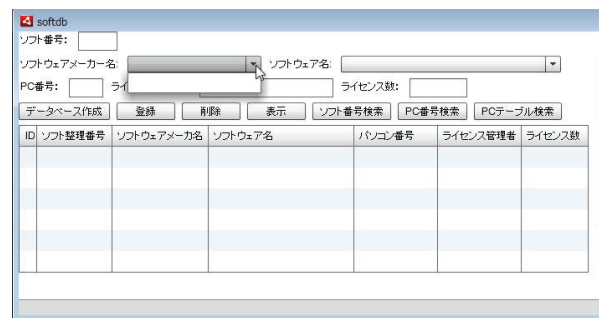 softdb
ソフト番号:
ソフトウェアメーカー名: ソフトウェア名:
PC番号: ライ ライセンス数:
データベース作成 登録 削除 表示 ソフト番号検索 PC番号検索 PCテーブル検索
ID ソフト整理番号 ソフトウェアメーカ名 ソフトウェア名 パソコン番号 ライセンス管理者 ライセンス数